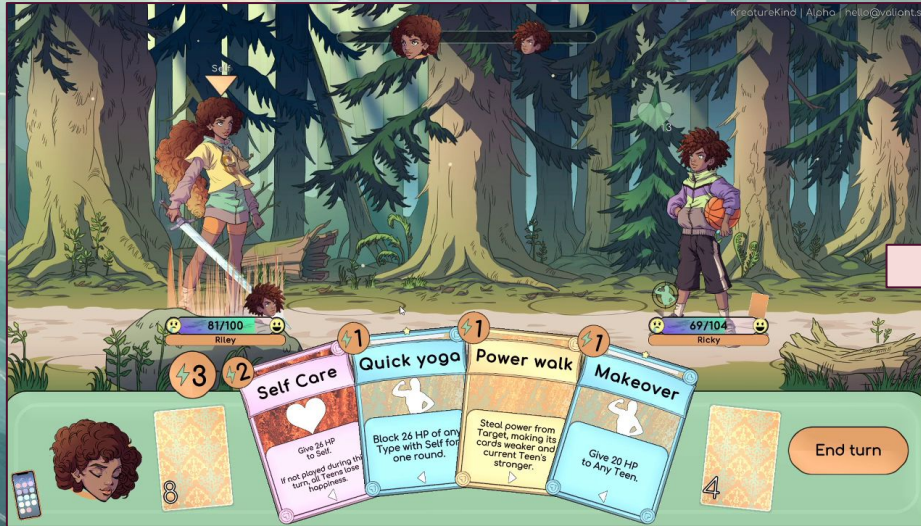 KreatureKind | Alpha | hello@valiant.s
Self
13
81/100
Riley
69/104
Ricky
3
2
1
1
1
Self Care
Quick yoga
Power walk
Makeover
Give 26 HP
to Self.
If not played during thi
turn, all Teens lose
happiness.
Block 26 HP of any
Type with Self for
one round.
Steal power from
Target, making its
cards weaker and
current Teen's
stronger.
Give 20 HP
to Any Teen.
8
4
End turn